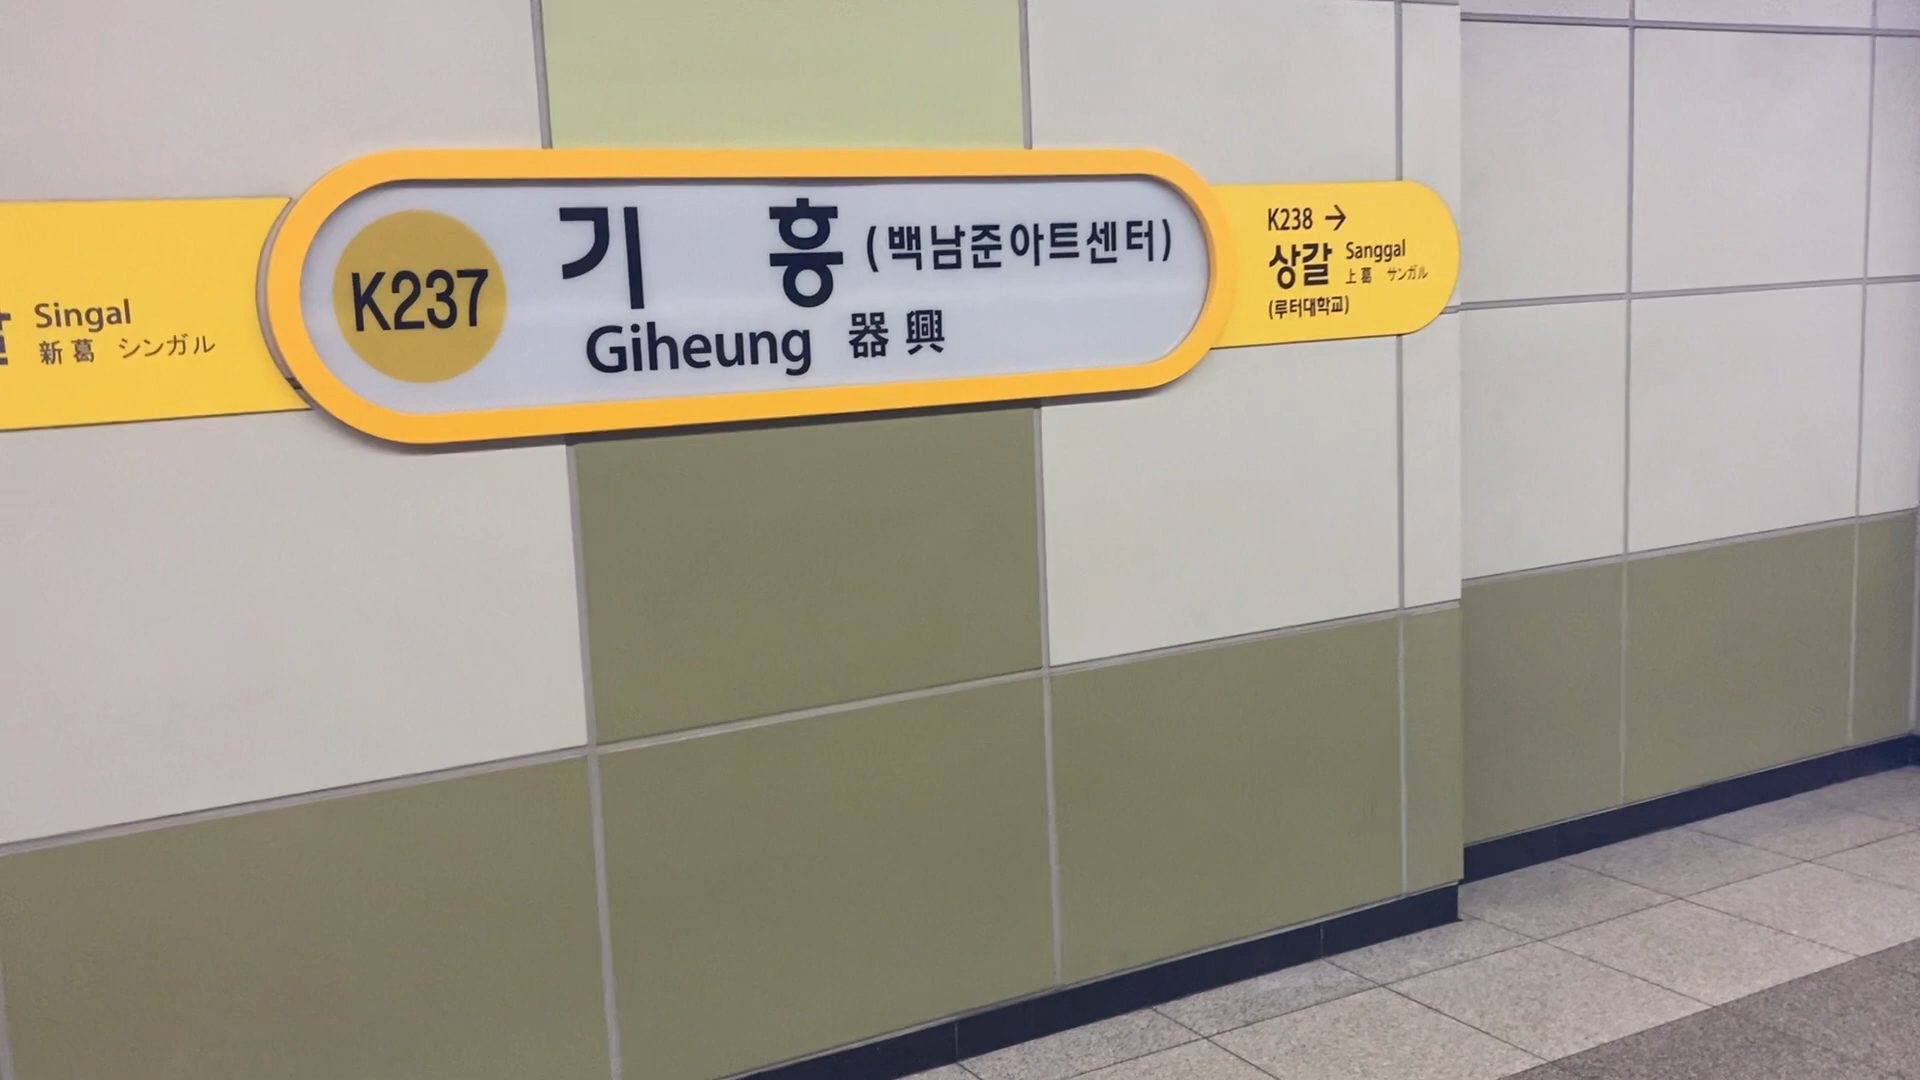 Singal
新葛 シンガル
K237
기흥 (백남준아트센터)
Giheung 器興
K238 →
상갈 Sanggal
上葛 サンガル
(루터대학교)